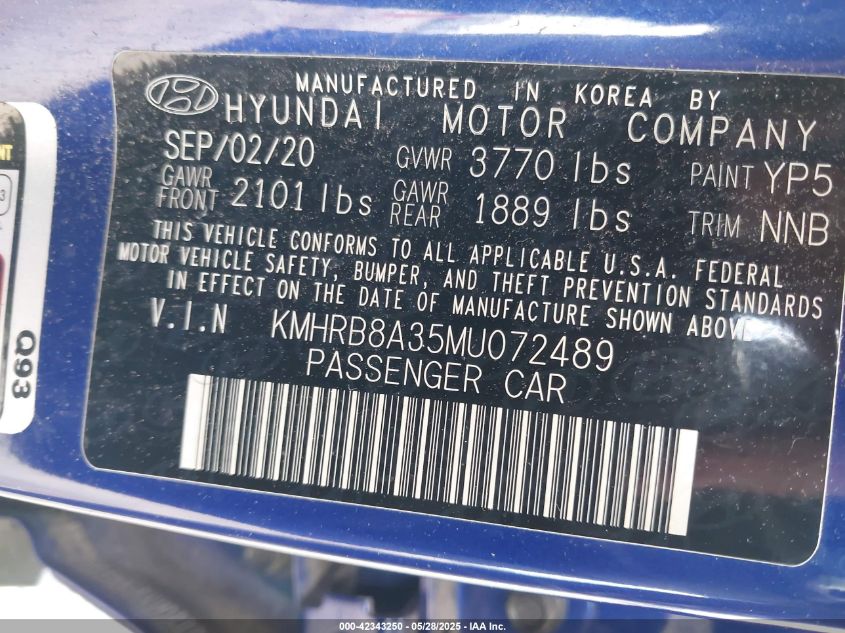 MANUFACTURED IN KOREA BY
HYUNDAI MOTOR COMPANY
SEP/02/20 GVWR 3770 lbs PAINT YP5
GAWR FRONT 2101 lbs GAWR REAR 1889 lbs TRIM NNB
THIS VEHICLE CONFORMS TO ALL APPLICABLE U.S.A. FEDERAL
MOTOR VEHICLE SAFETY, BUMPER, AND THEFT PREVENTION STANDARDS
IN EFFECT ON THE DATE OF MANUFACTURE SHOWN ABOVE.
V.I.N KMHRB8A35MU072489
PASSENGER CAR
Q93
000-42343250 - 05/28/2025 - IAA Inc.